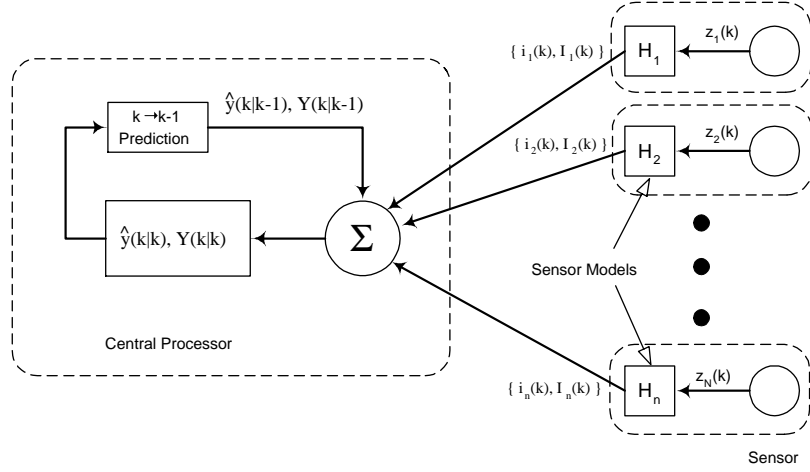 k →k-1
Prediction
ŷ(k|k-1), Y(k|k-1)
ŷ(k|k), Y(k|k)
Σ
Central Processor
{ i₁(k), I₁(k) }
H₁
z₁(k)
{ i₂(k), I₂(k) }
H₂
z₂(k)
Sensor Models
{ iₙ(k), Iₙ(k) }
Hₙ
z_N(k)
Sensor